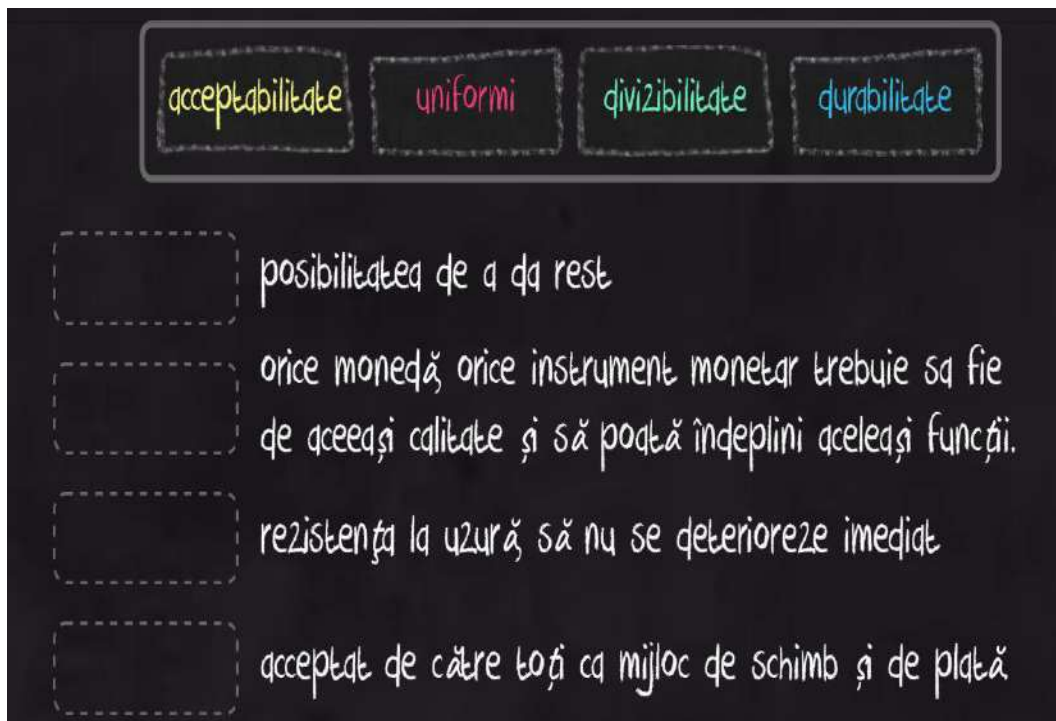 acceptabilitate uniformi divizibilitate durabilitate
posibilitatea de a da rest
orice monedă, orice instrument monetar trebuie sa fie
de aceeași calitate și să poată îndeplini aceleași funcții.
rezistența la uzură, să nu se deterioreze imediat
acceptat de către toți ca mijloc de schimb și de plată